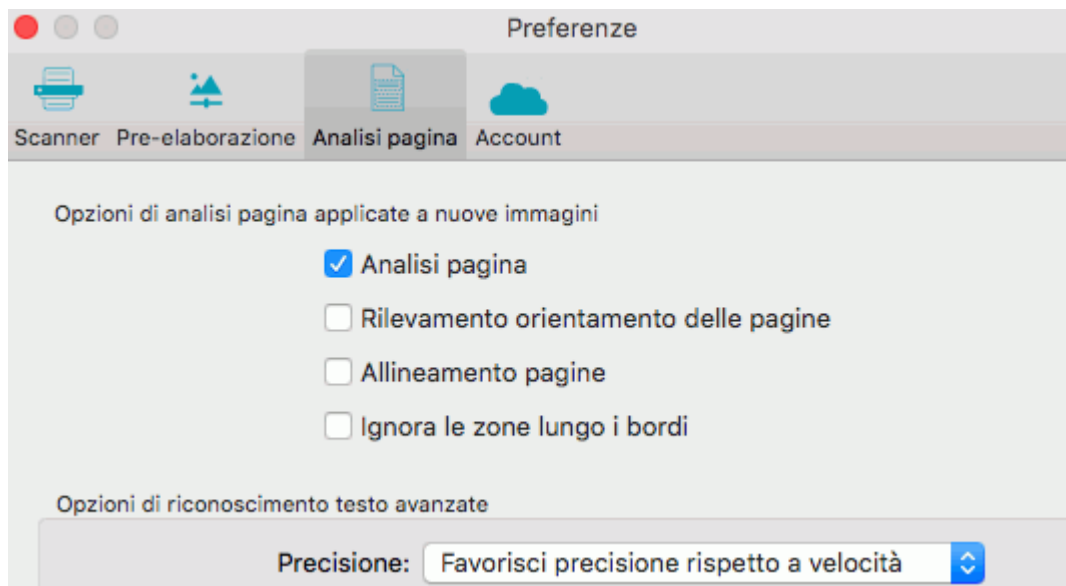 Preferenze
Scanner Pre-elaborazione Analisi pagina Account
Opzioni di analisi pagina applicate a nuove immagini
Analisi pagina
Rilevamento orientamento delle pagine
Allineamento pagine
Ignora le zone lungo i bordi
Opzioni di riconoscimento testo avanzate
Precisione: Favorisci precisione rispetto a velocità